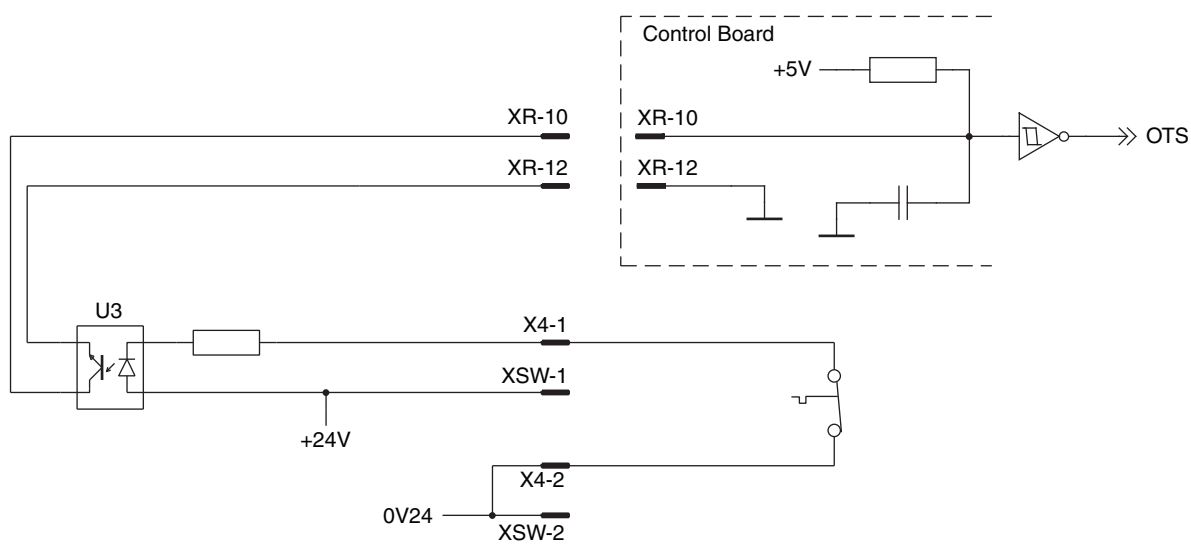 Control Board
+5V
XR-10
XR-10
OTS
XR-12
XR-12
U3
X4-1
XSW-1
+24V
X4-2
0V24
XSW-2